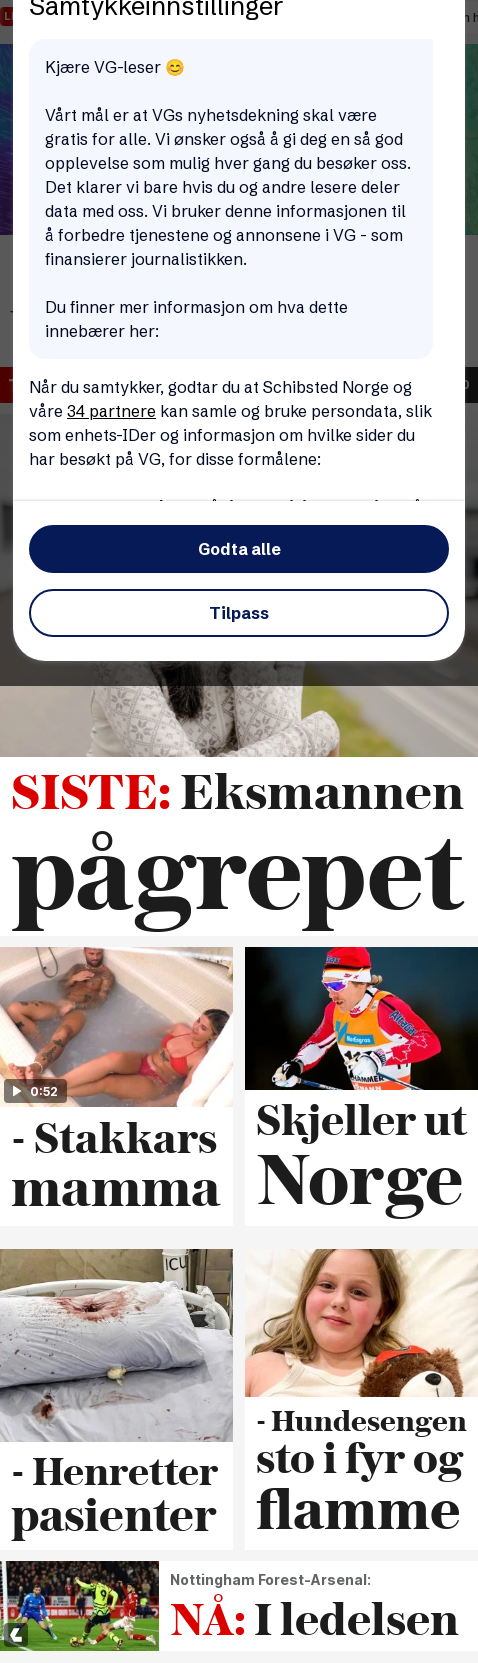 Samtykkeinnstillinger
Kjære VG-leser 😊
Vårt mål er at VGs nyhetsdekning skal være
gratis for alle. Vi ønsker også å gi deg en så god
opplevelse som mulig hver gang du besøker oss.
Det klarer vi bare hvis du og andre lesere deler
data med oss. Vi bruker denne informasjonen til
å forbedre tjenestene og annonsene i VG - som
finansierer journalistikken.
Du finner mer informasjon om hva dette
innebærer her:
Når du samtykker, godtar du at Schibsted Norge og
våre 34 partnere kan samle og bruke persondata, slik
som enhets-IDer og informasjon om hvilke sider du
har besøkt på VG, for disse formålene:
Godta alle
Tilpass
SISTE: Eksmannen
pågrepet
0:52
- Stakkars
mamma
Skjeller ut
Norge
ICU
- Henretter
pasienter
- Hundesengen
sto i fyr og
flamme
Nottingham Forest-Arsenal:
NÅ: I ledelsen